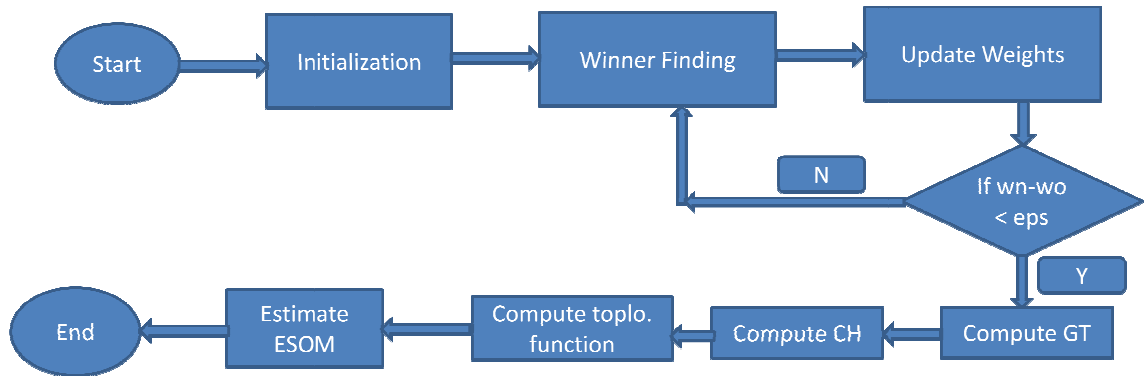 Start
Initialization
Winner Finding
Update Weights
N
If wn-wo
< eps
Y
Compute GT
Compute CH
Compute toplo.
function
Estimate
ESOM
End